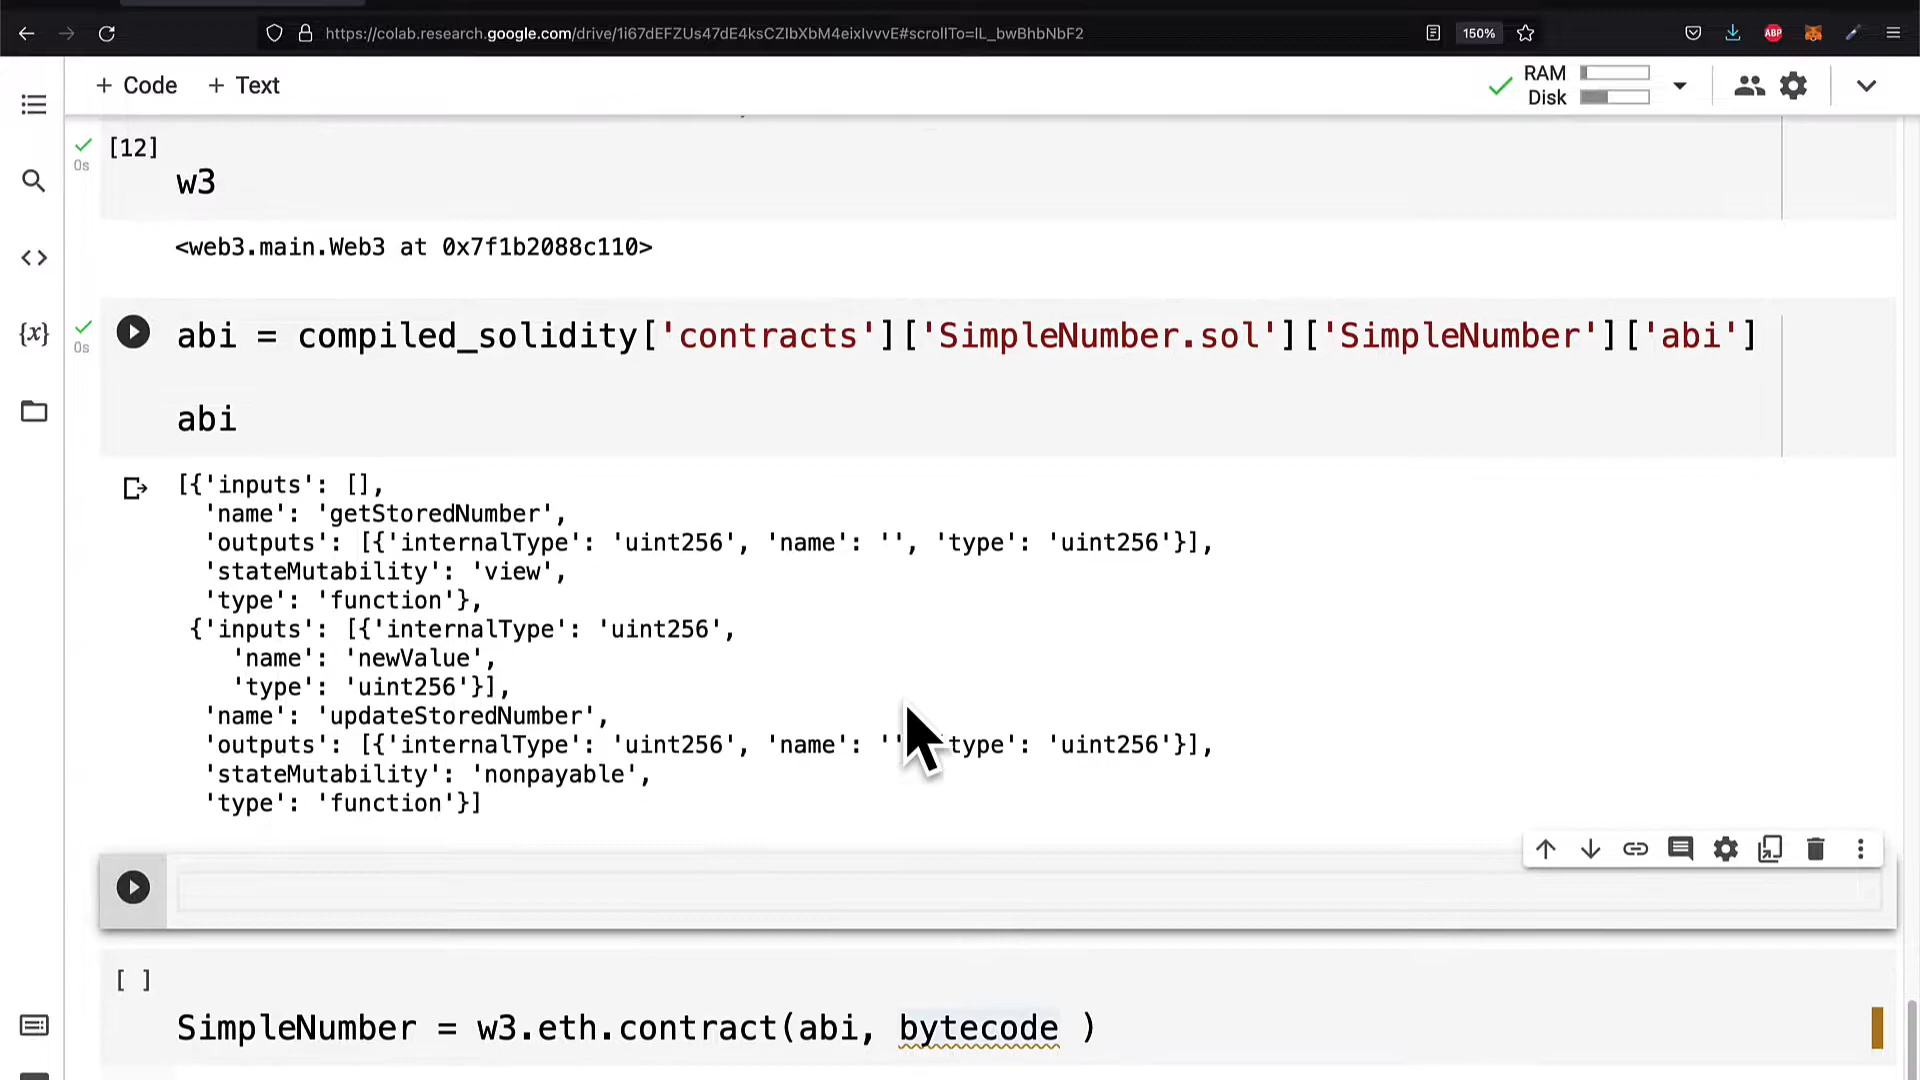 https://colab.research.google.com/drive/1i67dEFZUs47dE4ksCZIbXbM4eixIvvvE#scrollTo=IL_bwBhbNbF2
150%
ABP
+ Code + Text
RAM
Disk
[12]
0s
w3
<web3.main.Web3 at 0x7f1b2088c110>
{x}
0s
abi = compiled_solidity['contracts']['SimpleNumber.sol']['SimpleNumber']['abi']
abi
[{'inputs': [],
'name': 'getStoredNumber',
'outputs': [{'internalType': 'uint256', 'name': '', 'type': 'uint256'}],
'stateMutability': 'view',
'type': 'function'},
{'inputs': [{'internalType': 'uint256',
'name': 'newValue',
'type': 'uint256'}],
'name': 'updateStoredNumber',
'outputs': [{'internalType': 'uint256', 'name': '' type': 'uint256'}],
'stateMutability': 'nonpayable',
'type': 'function'}]
[ ]
SimpleNumber = w3.eth.contract(abi, bytecode )